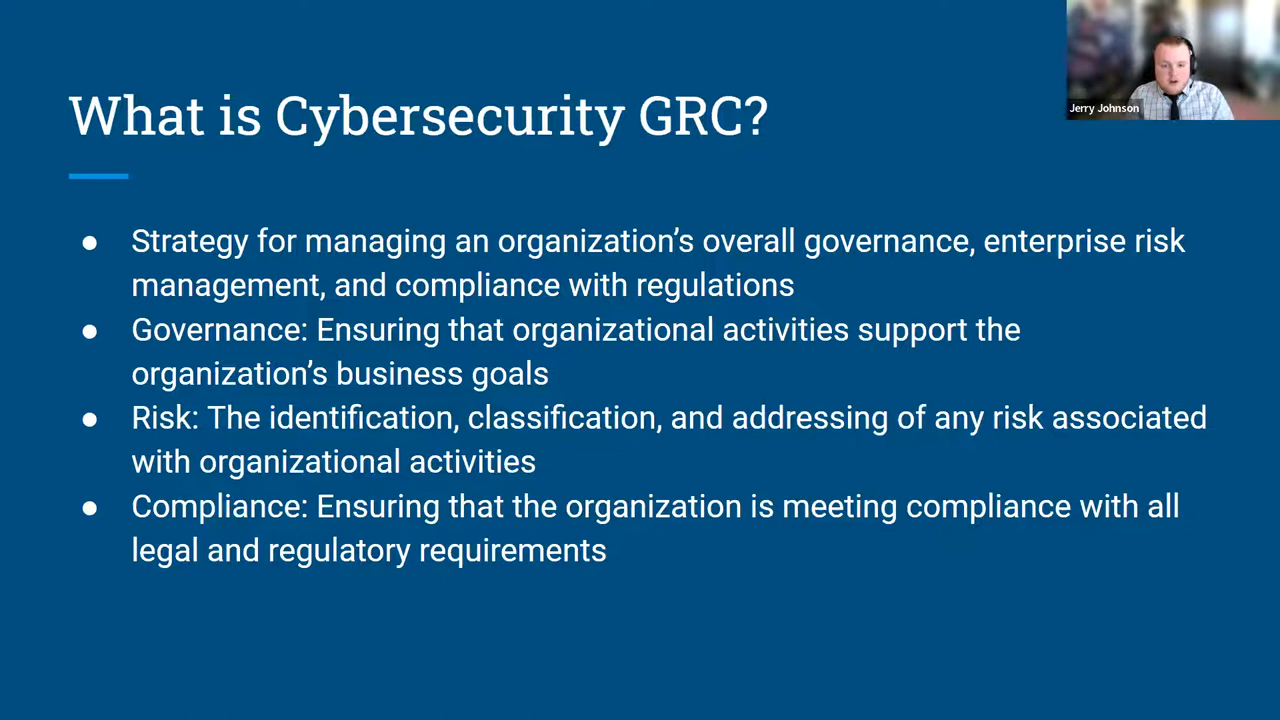 What is Cybersecurity GRC?
Jerry Johnson
● Strategy for managing an organization’s overall governance, enterprise risk
management, and compliance with regulations
● Governance: Ensuring that organizational activities support the
organization’s business goals
● Risk: The identification, classification, and addressing of any risk associated
with organizational activities
● Compliance: Ensuring that the organization is meeting compliance with all
legal and regulatory requirements